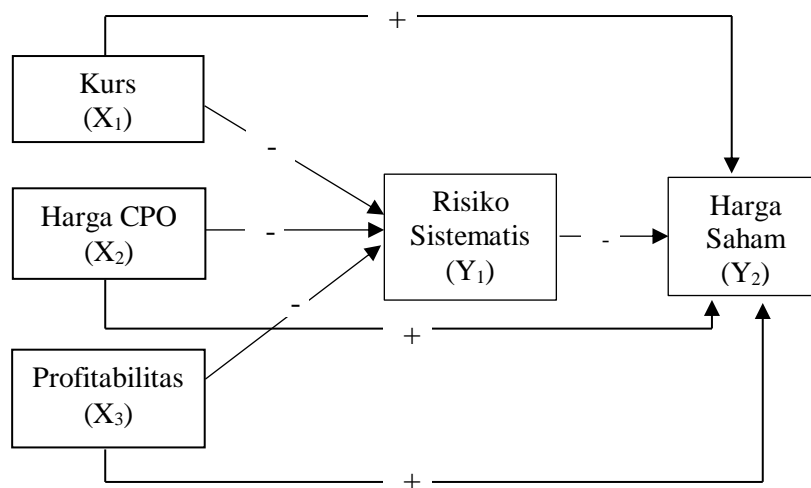 +
Kurs
(X₁)
-
Harga CPO
(X₂)
-
Risiko
Sistematis
(Y₁)
-
Harga
Saham
(Y₂)
-
+
Profitabilitas
(X₃)
+